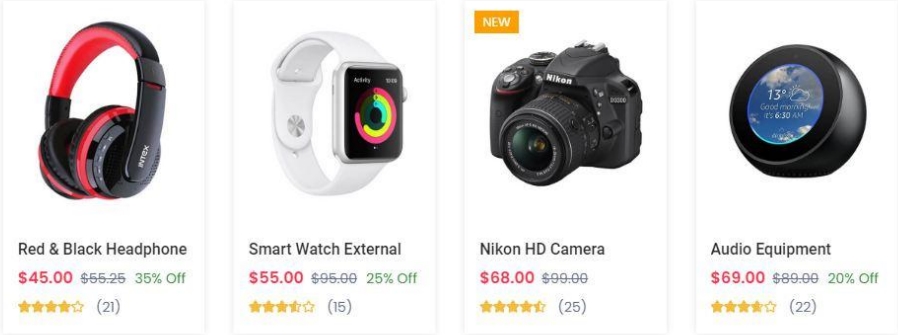 NEW
INTEX
Activity 10:09
Nikon
D3300
13°
Good morning
it's 6:30 AM
Red & Black Headphone
$45.00 $55.25 35% Off
(21)
Smart Watch External
$55.00 $95.00 25% Off
(15)
Nikon HD Camera
$68.00 $99.00
(25)
Audio Equipment
$69.00 $89.00 20% Off
(22)